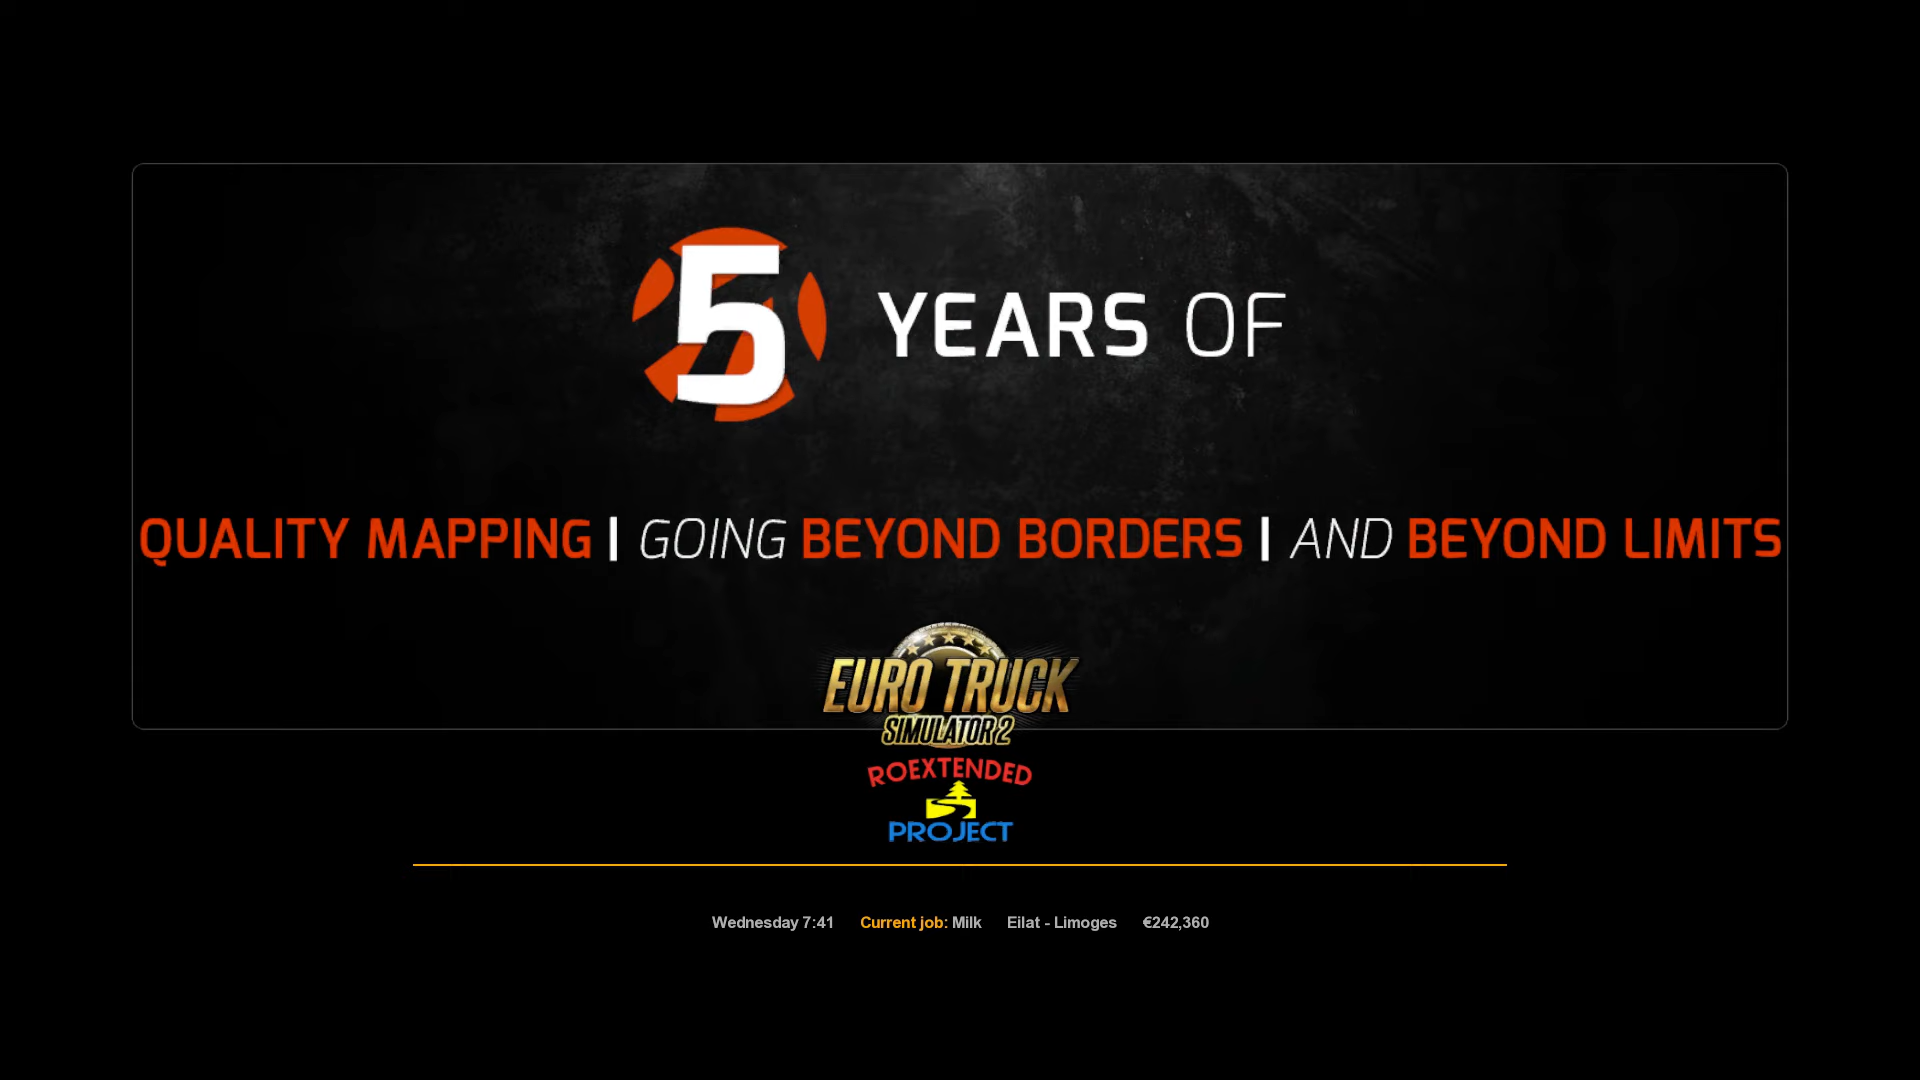 5 YEARS OF
QUALITY MAPPING | GOING BEYOND BORDERS | AND BEYOND LIMITS
EURO TRUCK
SIMULATOR 2
ROEXTENDED
PROJECT
Wednesday 7:41 Current job: Milk Eilat - Limoges €242,360